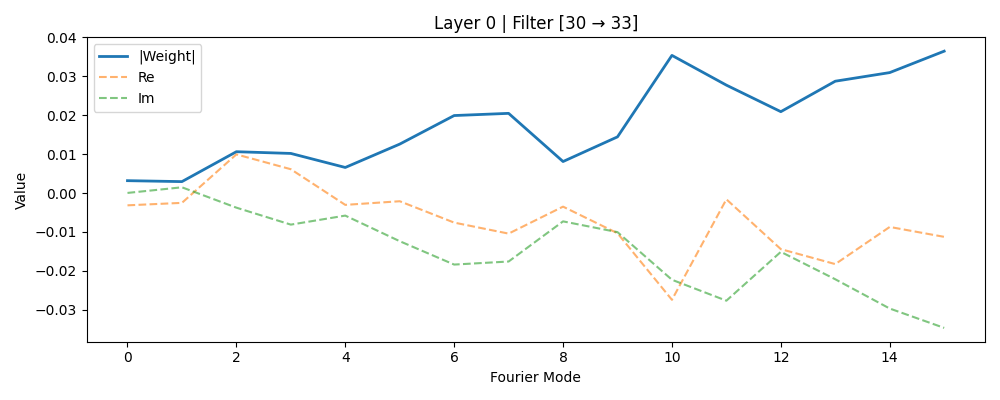 Layer 0 | Filter [30 → 33]
|Weight|
Re
Im
0.04
0.03
0.02
0.01
0.00
−0.01
−0.02
−0.03
Value
0 2 4 6 8 10 12 14
Fourier Mode